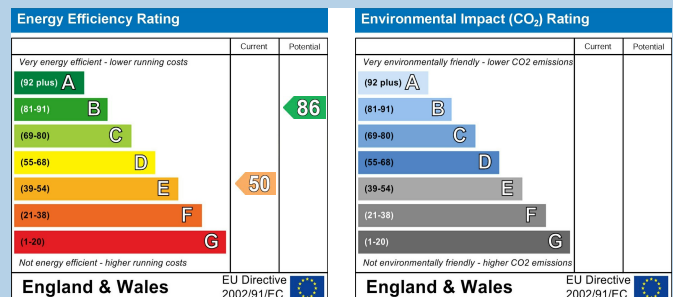 Energy Efficiency Rating
Current Potential
Very energy efficient - lower running costs
(92 plus) A
(81-91) B
86
(69-80) C
(55-68) D
(39-54) E
50
(21-38) F
(1-20) G
Not energy efficient - higher running costs
England & Wales
EU Directive
2002/91/EC
Environmental Impact (CO₂) Rating
Current Potential
Very environmentally friendly - lower CO2 emissions
(92 plus) A
(81-91) B
(69-80) C
(55-68) D
(39-54) E
(21-38) F
(1-20) G
Not environmentally friendly - higher CO2 emissions
England & Wales
EU Directive
2002/91/EC